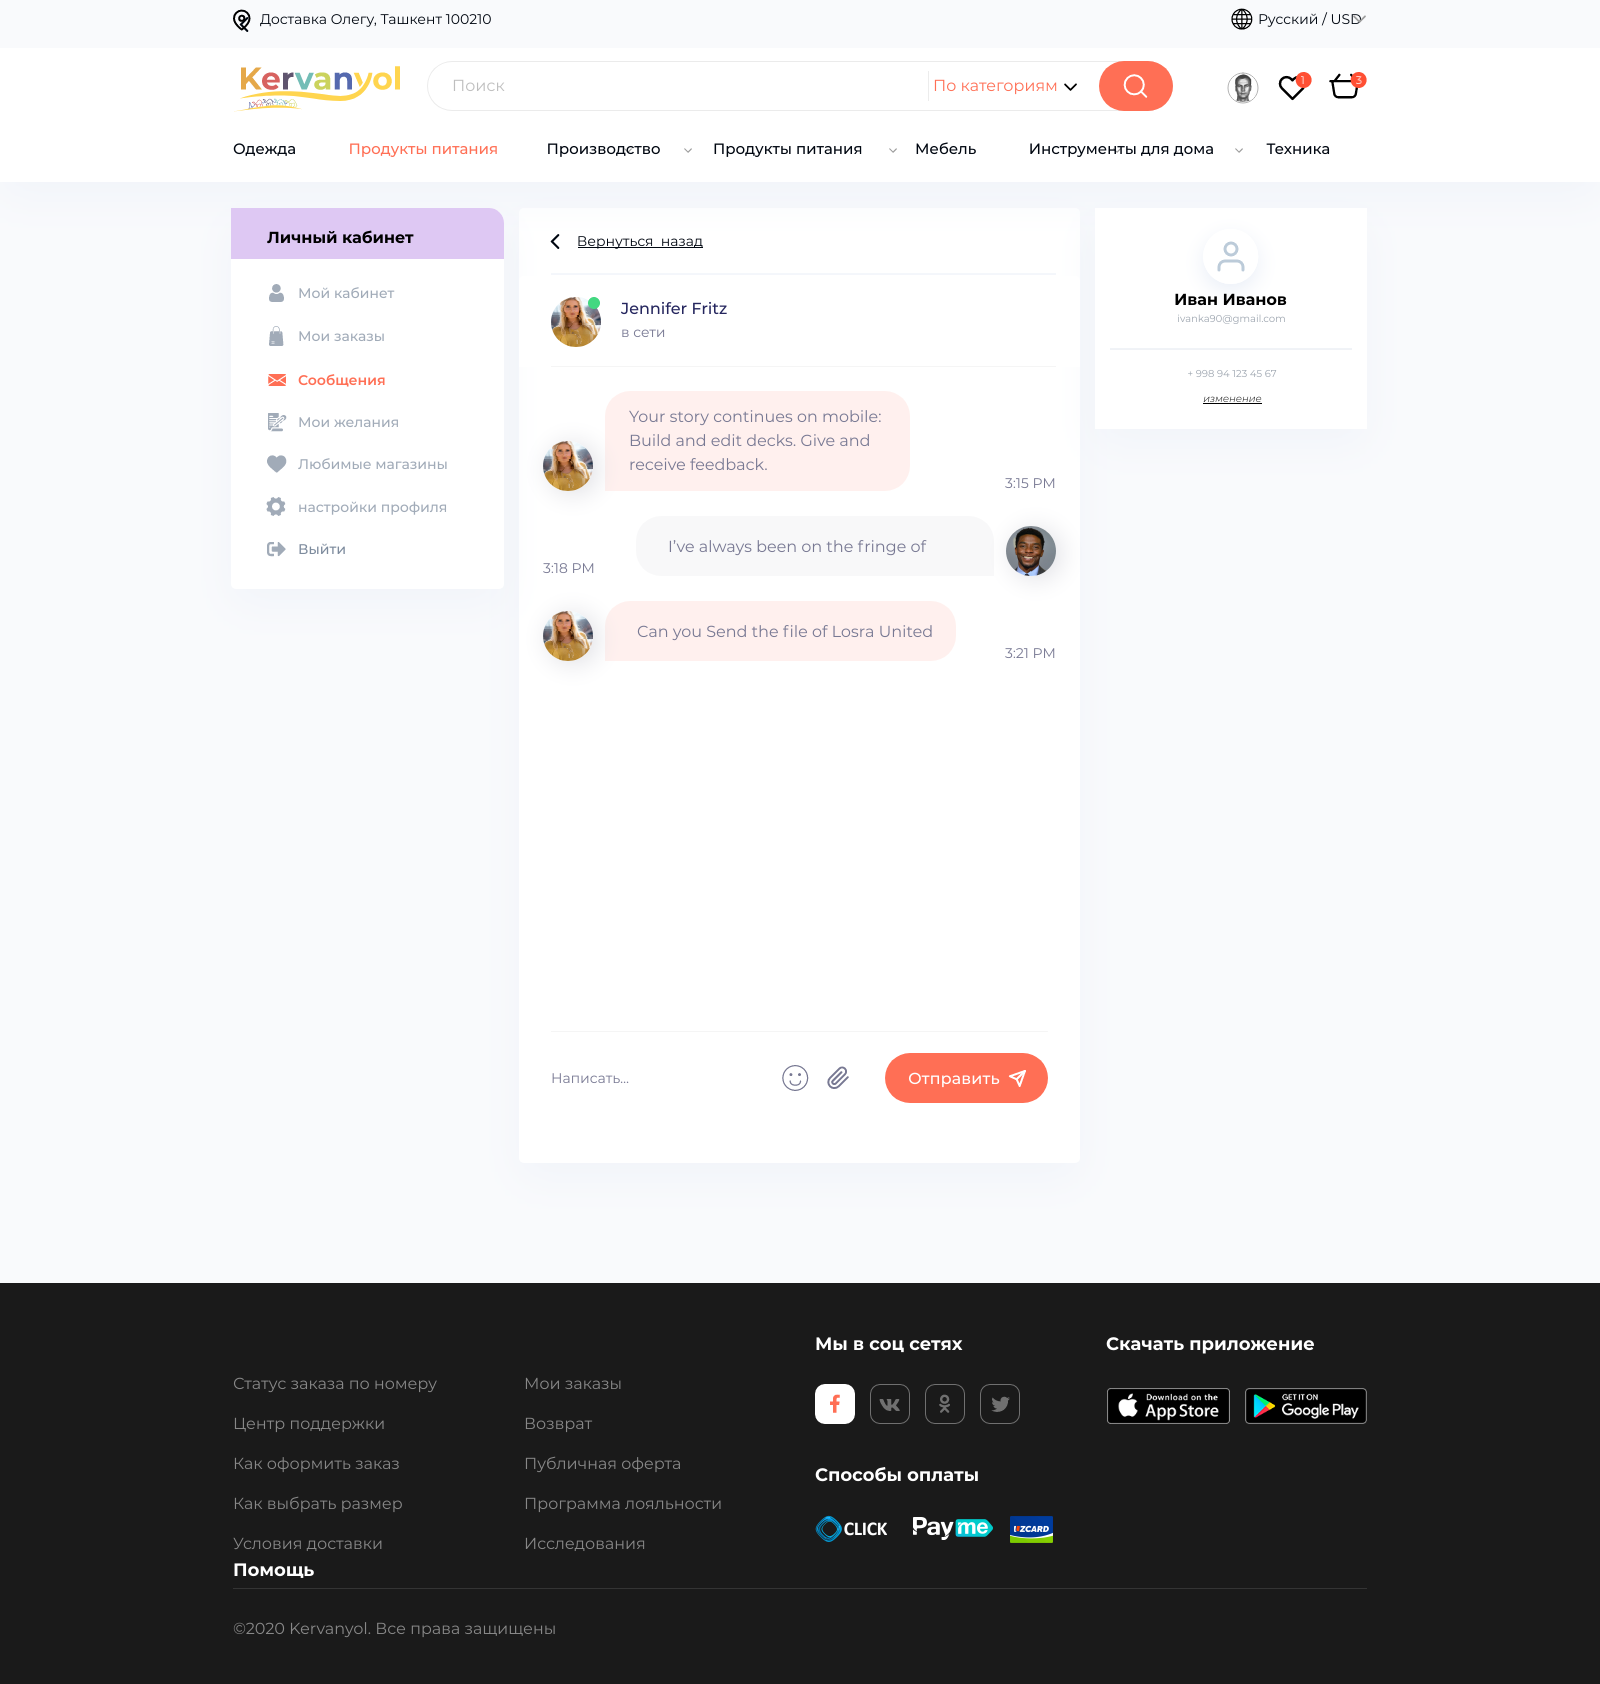 Доставка Олегу, Ташкент 100210
Русский / USD
Kervanyol
Поиск
По категориям
1
3
Одежда
Продукты питания
Производство
Продукты питания
Мебель
Инструменты для дома
Техника
Личный кабинет
Мой кабинет
Мои заказы
Сообщения
Мои желания
Любимые магазины
настройки профиля
Выйти
Вернуться назад
Jennifer Fritz
в сети
Your story continues on mobile:
Build and edit decks. Give and
receive feedback.
3:15 PM
I’ve always been on the fringe of
3:18 PM
Can you Send the file of Losra United
3:21 PM
Написать...
Отправить
Иван Иванов
ivanka90@gmail.com
+ 998 94 123 45 67
изменение
Статус заказа по номеру
Центр поддержки
Как оформить заказ
Как выбрать размер
Условия доставки
Помощь
Мои заказы
Возврат
Публичная оферта
Программа лояльности
Исследования
Мы в соц сетях
Способы оплаты
CLICK
Payme
UZCARD
Скачать приложение
Download on the
App Store
GET IT ON
Google Play
©2020 Kervanyol. Все права защищены